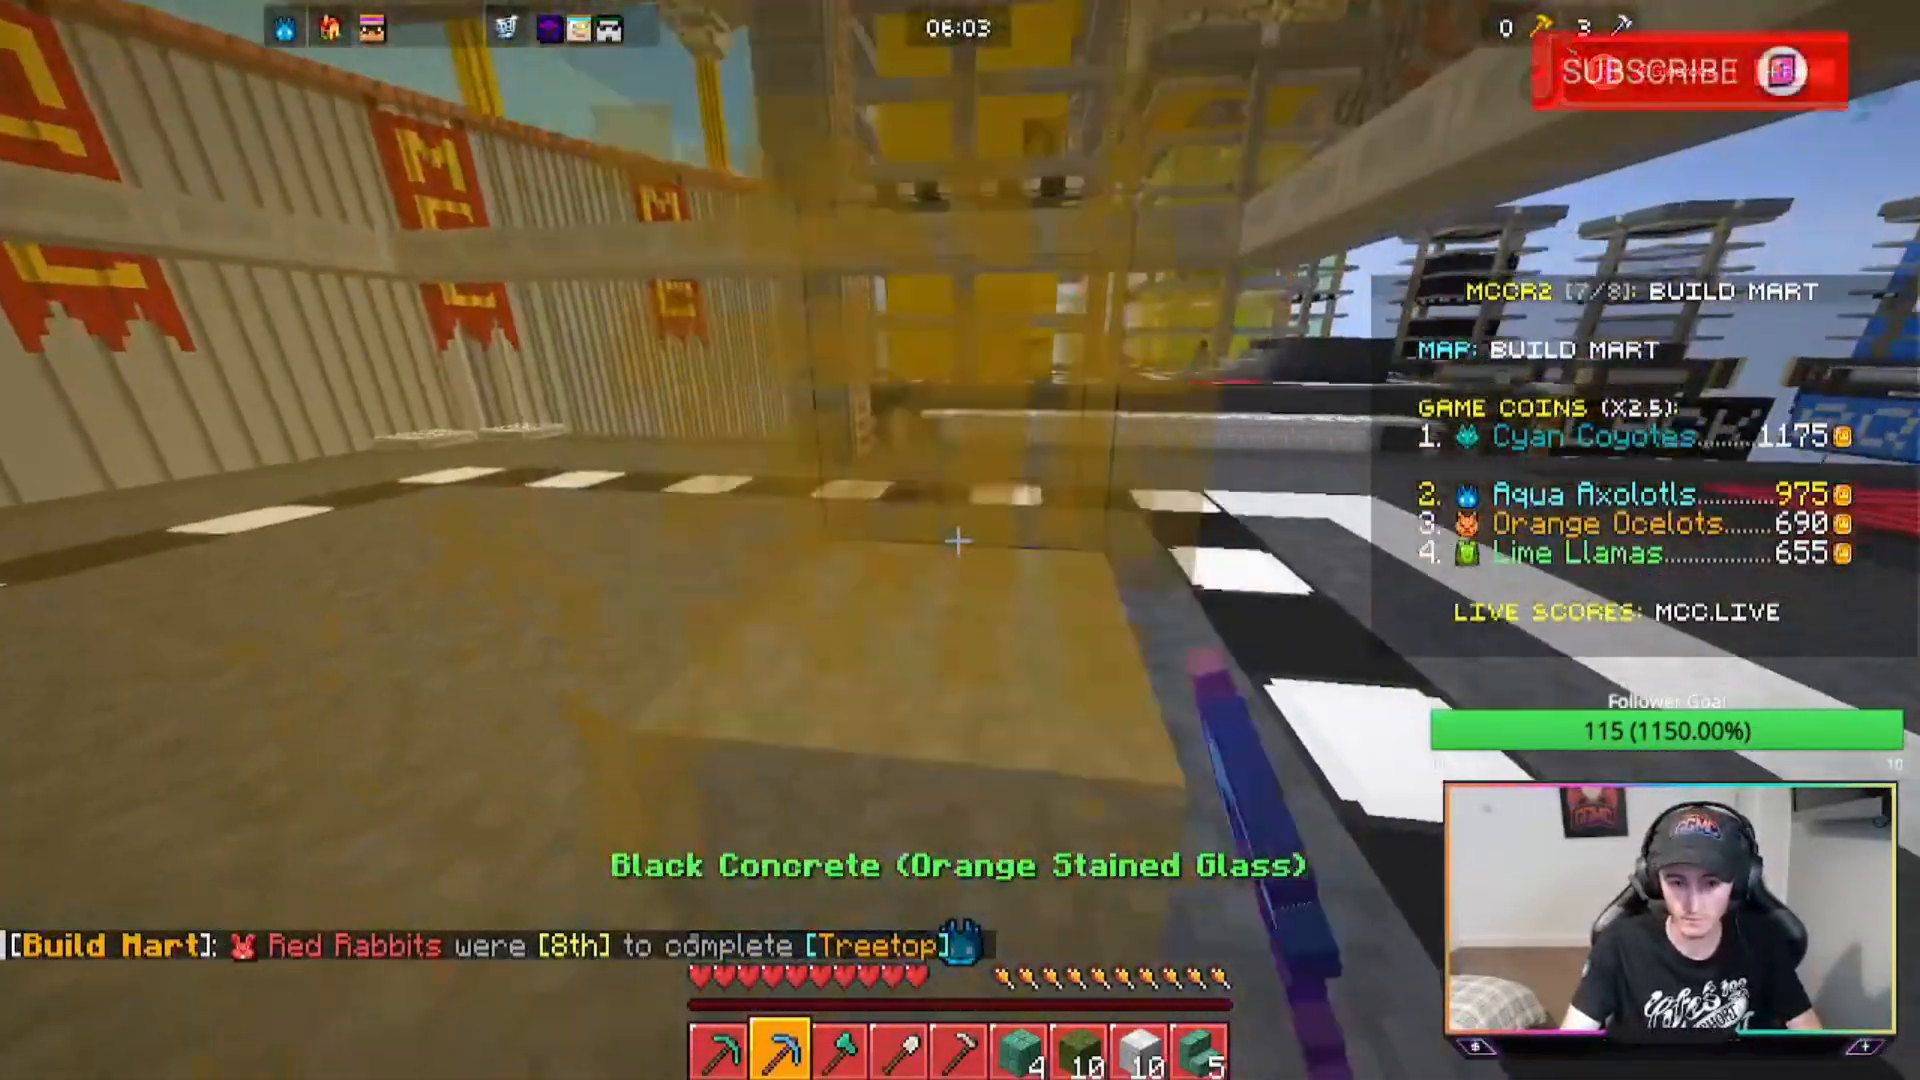 06:03
0 3
SUBSCRIBE
MCCR2 [7/8]: BUILD MART
MAP: BUILD MART
GAME COINS (X2.5):
1. Cyan Coyotes.......1175
2. Aqua Axolotls............975
3. Orange Ocelots.......690
4. Lime Llamas................655
LIVE SCORES: MCC.LIVE
Follower Goal
115 (1150.00%)
10
Black Concrete (Orange Stained Glass)
[Build Mart]: Red Rabbits were [8th] to complete [Treetop]
4 10 10 5